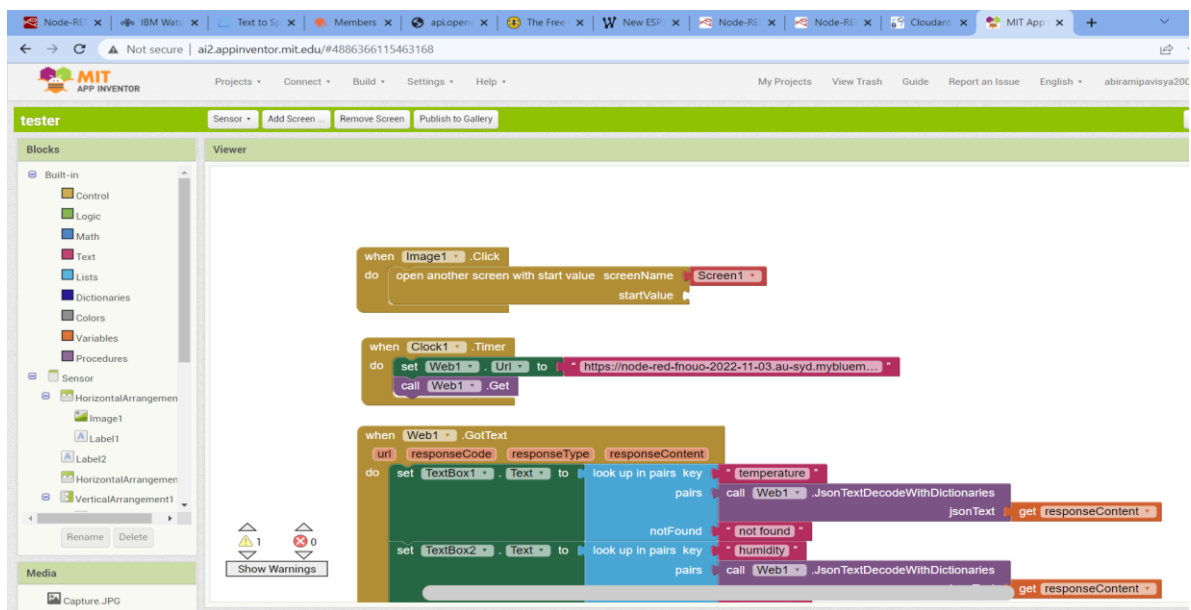 Node-RE
IBM Wats
Text to Sp
Members
api.open
The Free
New ESP
Node-RE
Node-RE
Cloudant
MIT App
Not secure | ai2.appinventor.mit.edu/#4886366115463168
MIT
APP INVENTOR
Projects Connect Build Settings Help My Projects View Trash Guide Report an Issue English abiramipavisya200
tester
Sensor Add Screen ... Remove Screen Publish to Gallery
Blocks
Viewer
Built-in
Control
Logic
Math
Text
Lists
Dictionaries
Colors
Variables
Procedures
Sensor
HorizontalArrangemen
Image1
Label1
Label2
HorizontalArrangemen
VerticalArrangement1
Rename Delete
Media
Capture.JPG
when Image1 .Click
do open another screen with start value screenName Screen1
startValue
when Clock1 .Timer
do set Web1 . Url to " https://node-red-fnouo-2022-11-03.au-syd.mybluem... "
call Web1 .Get
when Web1 .GotText
url responseCode responseType responseContent
do set TextBox1 . Text to look up in pairs key " temperature "
pairs call Web1 .JsonTextDecodeWithDictionaries
jsonText get responseContent
notFound " not found "
set TextBox2 . Text to look up in pairs key " humidity "
pairs call Web1 .JsonTextDecodeWithDictionaries
get responseContent
1 0
Show Warnings